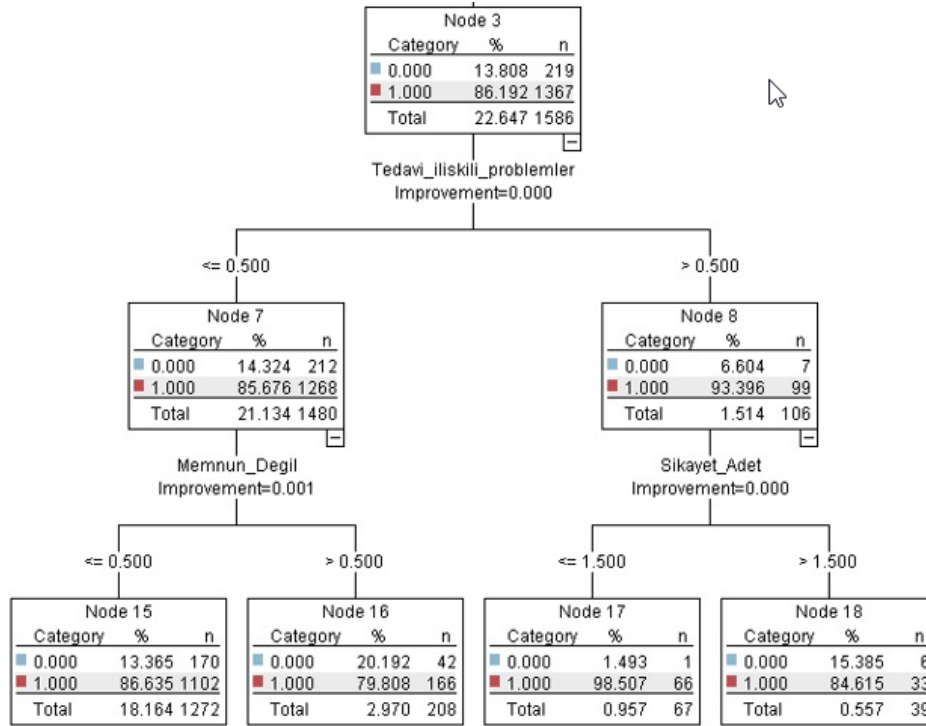 Node 3
Category % n
0.000 13.808 219
1.000 86.192 1367
Total 22.647 1586
Tedavi_iliskili_problemler
Improvement=0.000
<= 0.500
> 0.500
Node 7
Category % n
0.000 14.324 212
1.000 85.676 1268
Total 21.134 1480
Node 8
Category % n
0.000 6.604 7
1.000 93.396 99
Total 1.514 106
Memnun_Degil
Improvement=0.001
Sikayet_Adet
Improvement=0.000
<= 0.500
> 0.500
<= 1.500
> 1.500
Node 15
Category % n
0.000 13.365 170
1.000 86.635 1102
Total 18.164 1272
Node 16
Category % n
0.000 20.192 42
1.000 79.808 166
Total 2.970 208
Node 17
Category % n
0.000 1.493 1
1.000 98.507 66
Total 0.957 67
Node 18
Category % n
0.000 15.385 6
1.000 84.615 33
Total 0.557 39